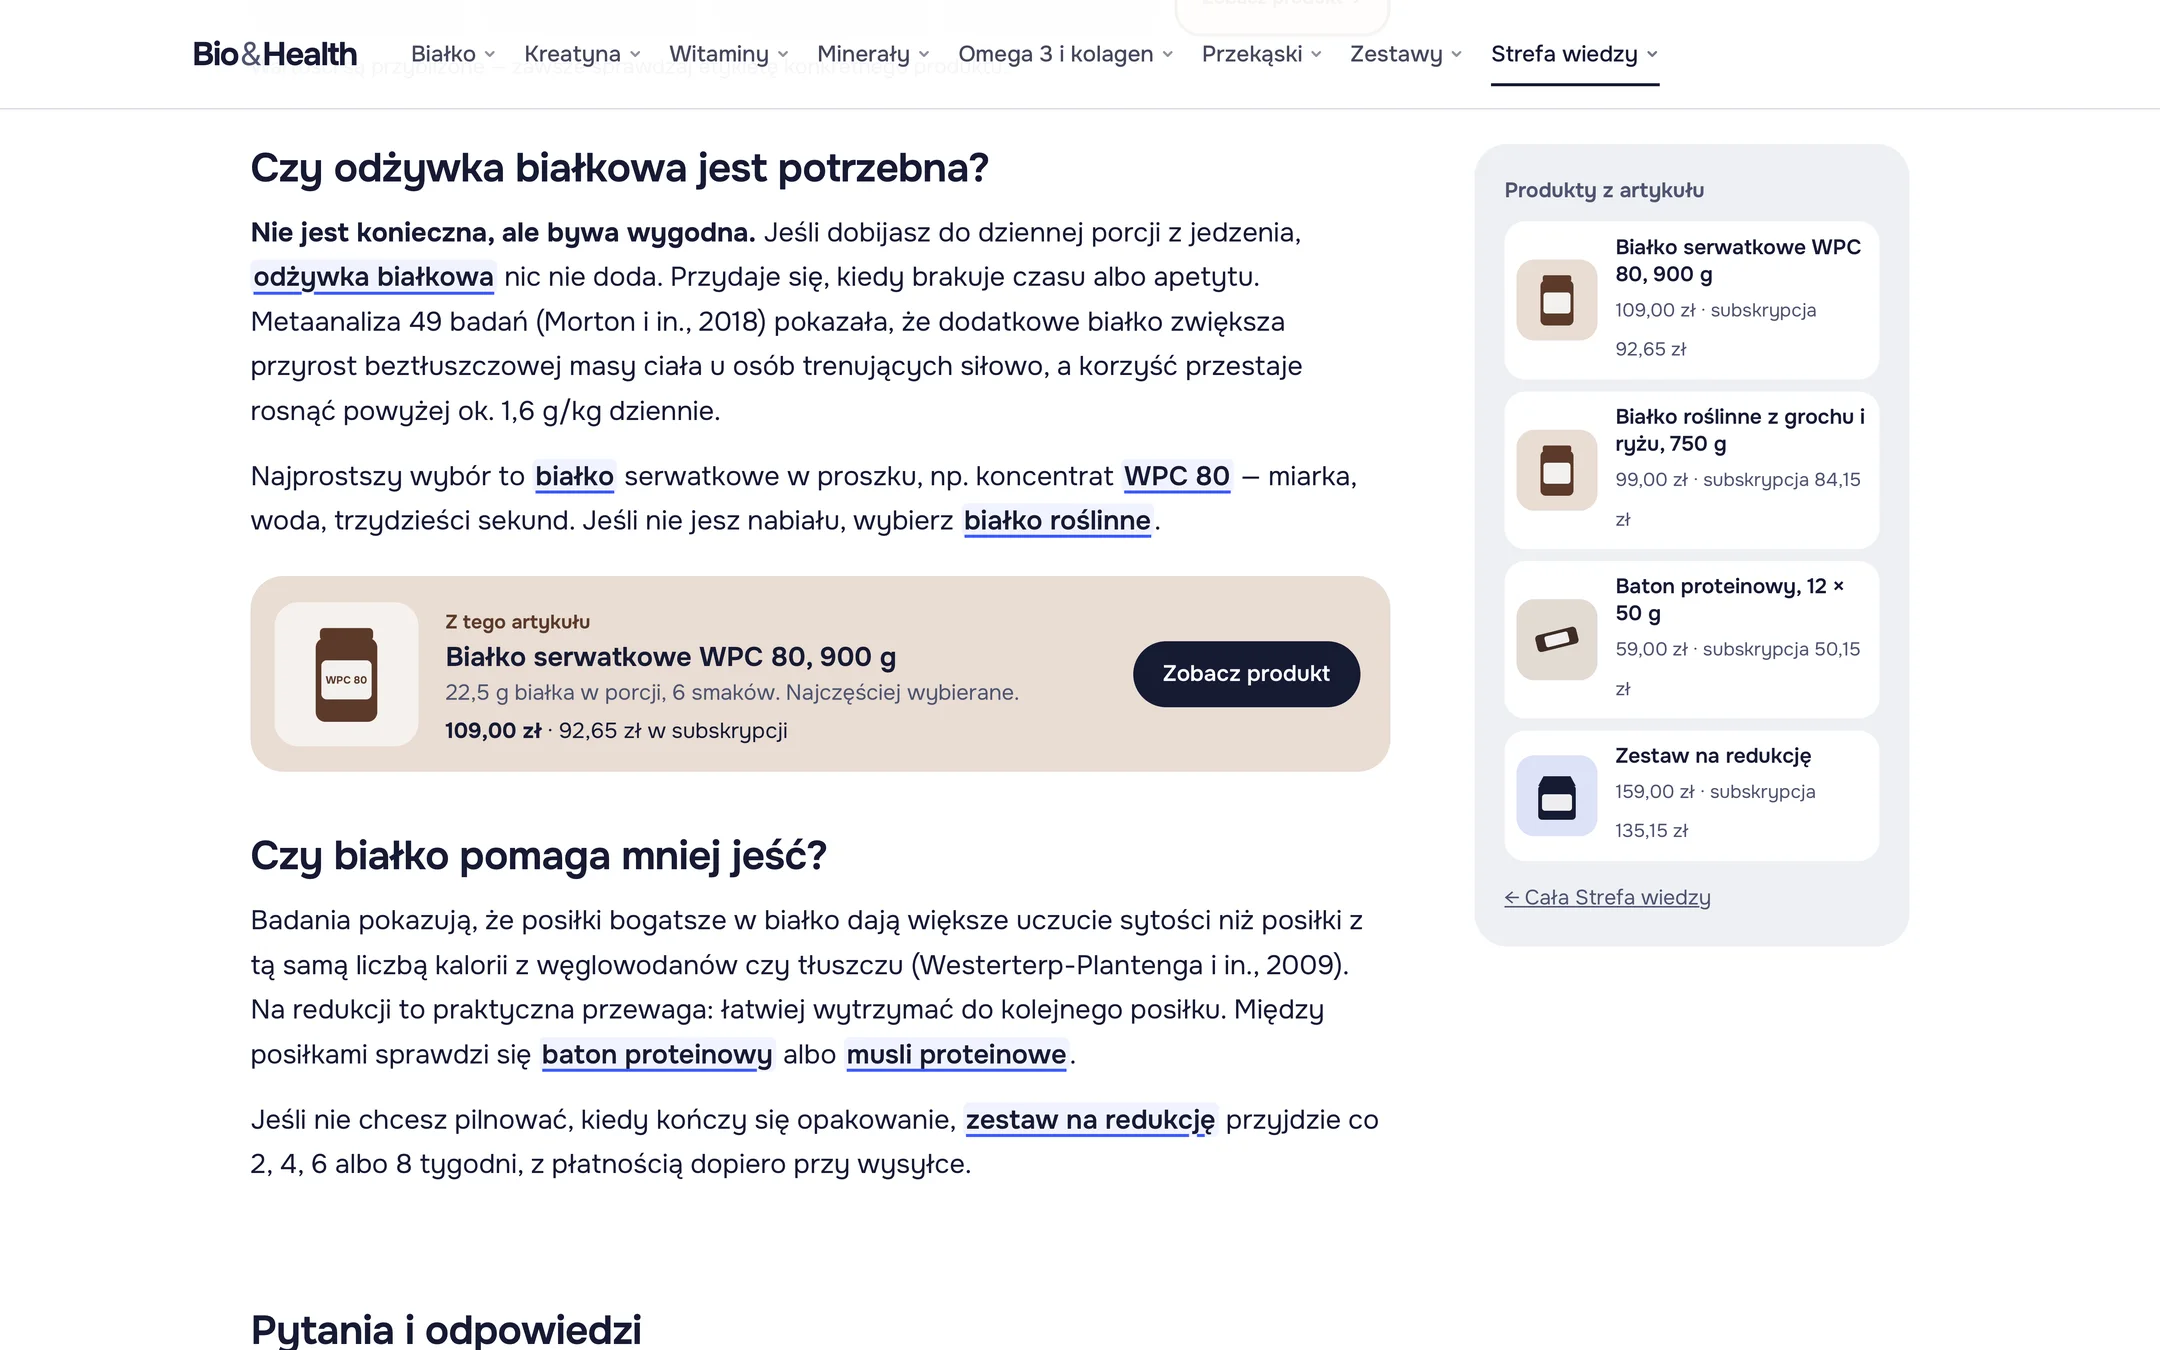 Zobacz produkt
Bio&Health
Białko
Kreatyna
Witaminy
Minerały
Omega 3 i kolagen
Przekąski
Zestawy
Strefa wiedzy
przybliżone — zawsze sprawdzaj etykietę konkretnego produktu.
Czy odżywka białkowa jest potrzebna?
Nie jest konieczna, ale bywa wygodna. Jeśli dobijasz do dziennej porcji z jedzenia,
odżywka białkowa nic nie doda. Przydaje się, kiedy brakuje czasu albo apetytu.
Metaanaliza 49 badań (Morton i in., 2018) pokazała, że dodatkowe białko zwiększa
przyrost beztłuszczowej masy ciała u osób trenujących siłowo, a korzyść przestaje
rosnąć powyżej ok. 1,6 g/kg dziennie.
Najprostszy wybór to białko serwatkowe w proszku, np. koncentrat WPC 80 — miarka,
woda, trzydzieści sekund. Jeśli nie jesz nabiału, wybierz białko roślinne.
WPC 80
Z tego artykułu
Białko serwatkowe WPC 80, 900 g
22,5 g białka w porcji, 6 smaków. Najczęściej wybierane.
109,00 zł · 92,65 zł w subskrypcji
Zobacz produkt
Czy białko pomaga mniej jeść?
Badania pokazują, że posiłki bogatsze w białko dają większe uczucie sytości niż posiłki z
tą samą liczbą kalorii z węglowodanów czy tłuszczu (Westerterp-Plantenga i in., 2009).
Na redukcji to praktyczna przewaga: łatwiej wytrzymać do kolejnego posiłku. Między
posiłkami sprawdzi się baton proteinowy albo musli proteinowe.
Jeśli nie chcesz pilnować, kiedy kończy się opakowanie, zestaw na redukcję przyjdzie co
2, 4, 6 albo 8 tygodni, z płatnością dopiero przy wysyłce.
Pytania i odpowiedzi
Produkty z artykułu
Białko serwatkowe WPC
80, 900 g
109,00 zł · subskrypcja
92,65 zł
Białko roślinne z grochu i
ryżu, 750 g
99,00 zł · subskrypcja 84,15
zł
Baton proteinowy, 12 ×
50 g
59,00 zł · subskrypcja 50,15
zł
Zestaw na redukcję
159,00 zł · subskrypcja
135,15 zł
← Cała Strefa wiedzy